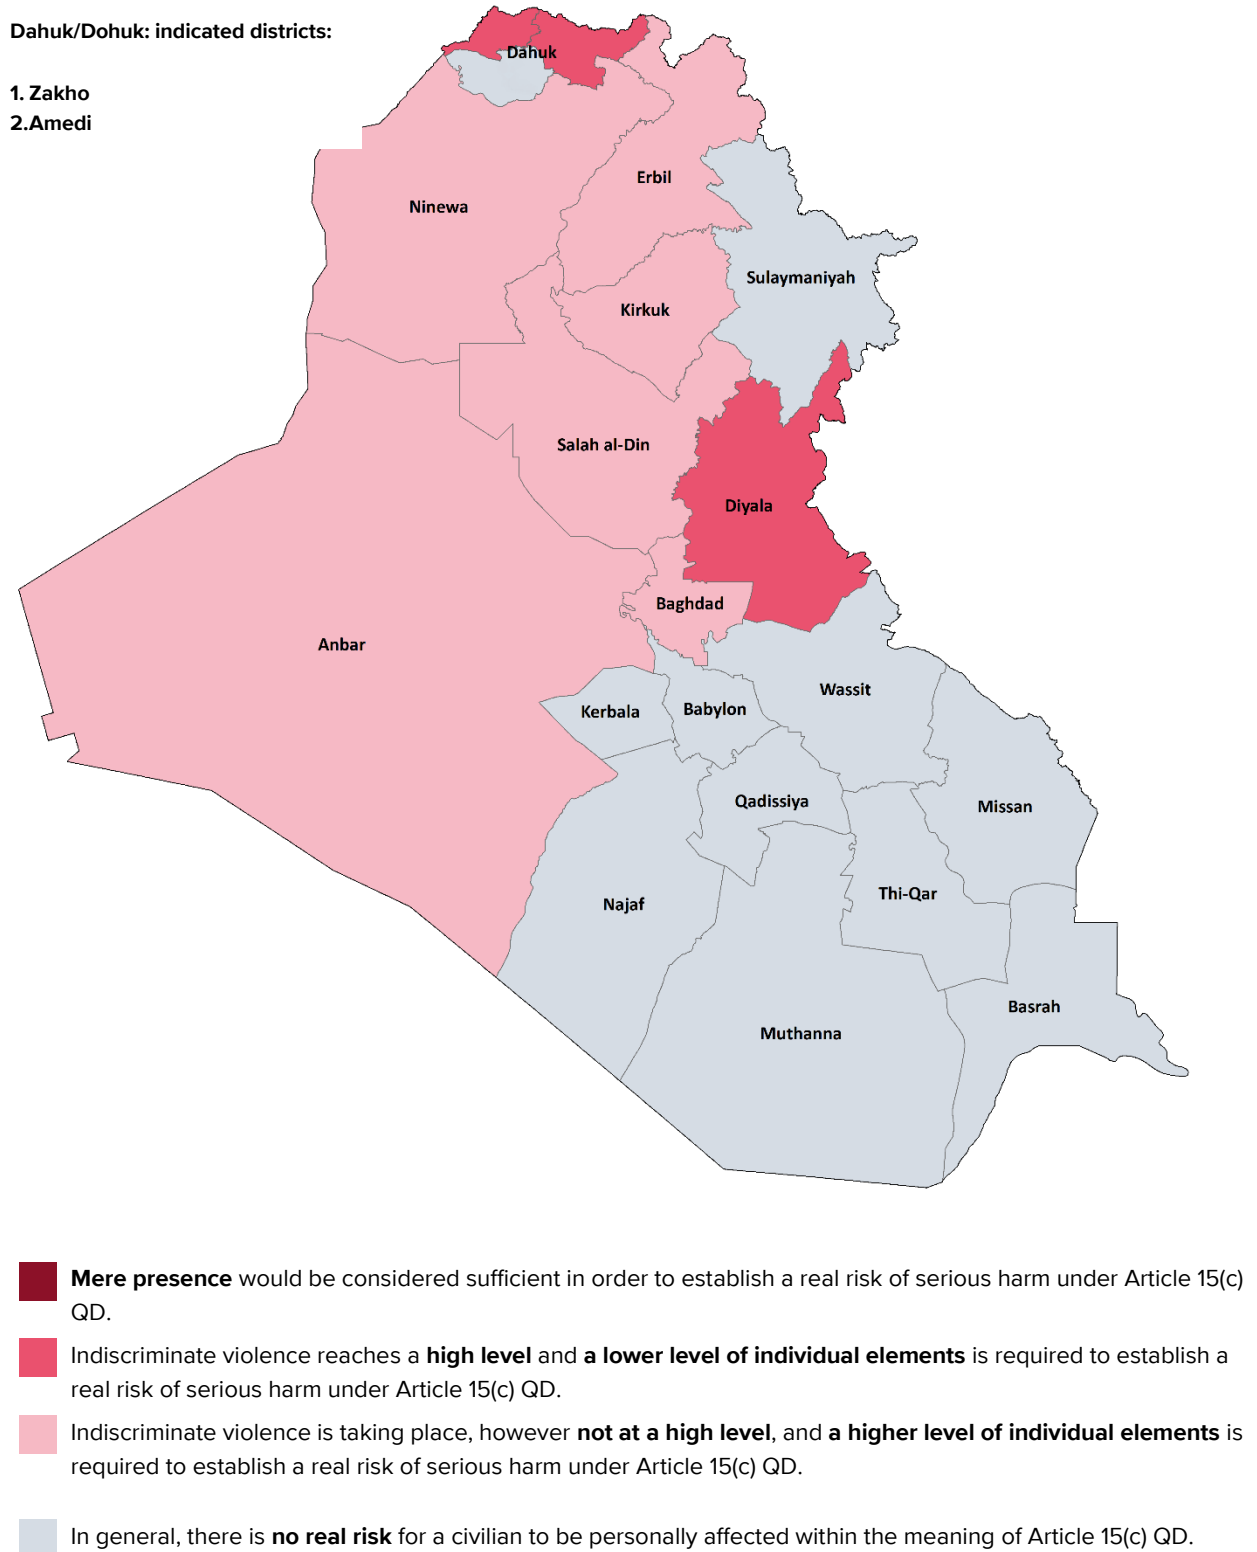 Dahuk/Dohuk: indicated districts:
1. Zakho
2.Amedi
Dahuk
Erbil
Ninewa
Sulaymaniyah
Kirkuk
Salah al-Din
Diyala
Baghdad
Anbar
Wassit
Kerbala
Babylon
Qadissiya
Missan
Thi-Qar
Najaf
Basrah
Muthanna
Mere presence would be considered sufficient in order to establish a real risk of serious harm under Article 15(c)
QD.
Indiscriminate violence reaches a high level and a lower level of individual elements is required to establish a
real risk of serious harm under Article 15(c) QD.
Indiscriminate violence is taking place, however not at a high level, and a higher level of individual elements is
required to establish a real risk of serious harm under Article 15(c) QD.
In general, there is no real risk for a civilian to be personally affected within the meaning of Article 15(c) QD.